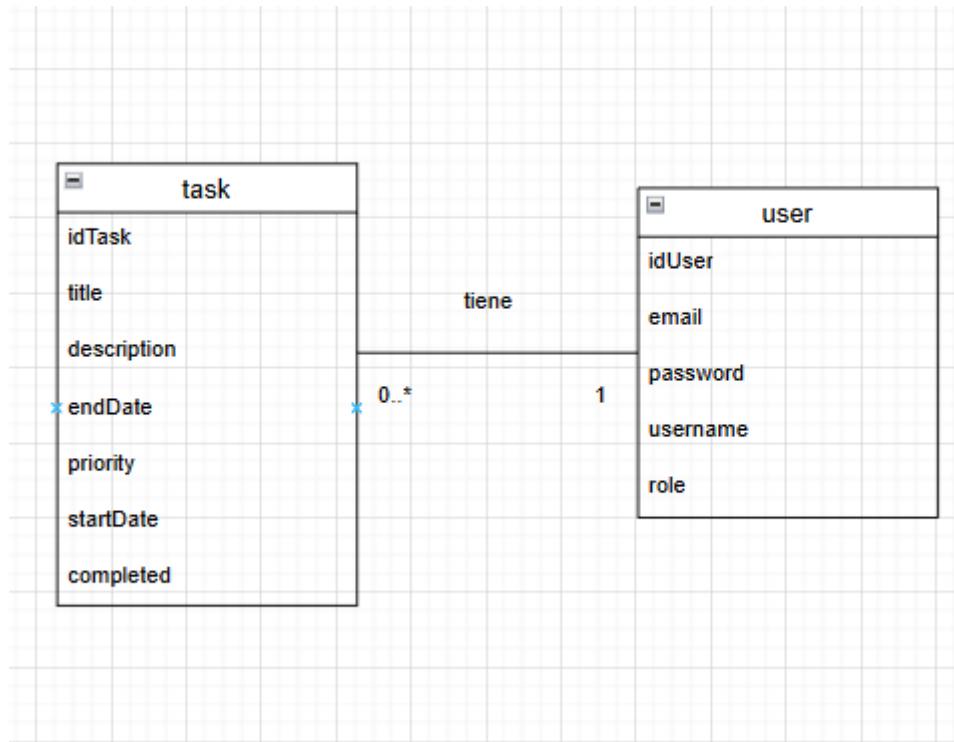 task
idTask
title
description
endDate
priority
startDate
completed
tiene
0..*
1
user
idUser
email
password
username
role